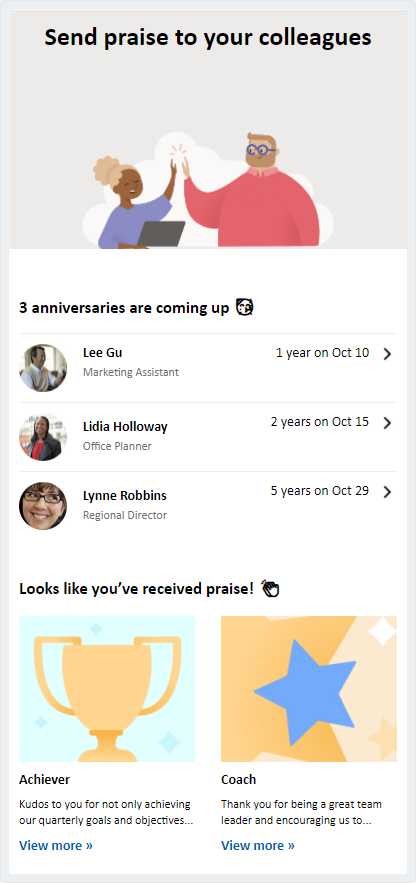 Send praise to your colleagues
3 anniversaries are coming up
Lee Gu
1 year on Oct 10
Marketing Assistant
Lidia Holloway
2 years on Oct 15
Office Planner
Lynne Robbins
5 years on Oct 29
Regional Director
Looks like you’ve received praise!
Achiever
Kudos to you for not only achieving
our quarterly goals and objectives...
View more »
Coach
Thank you for being a great team
leader and encouraging us to...
View more »